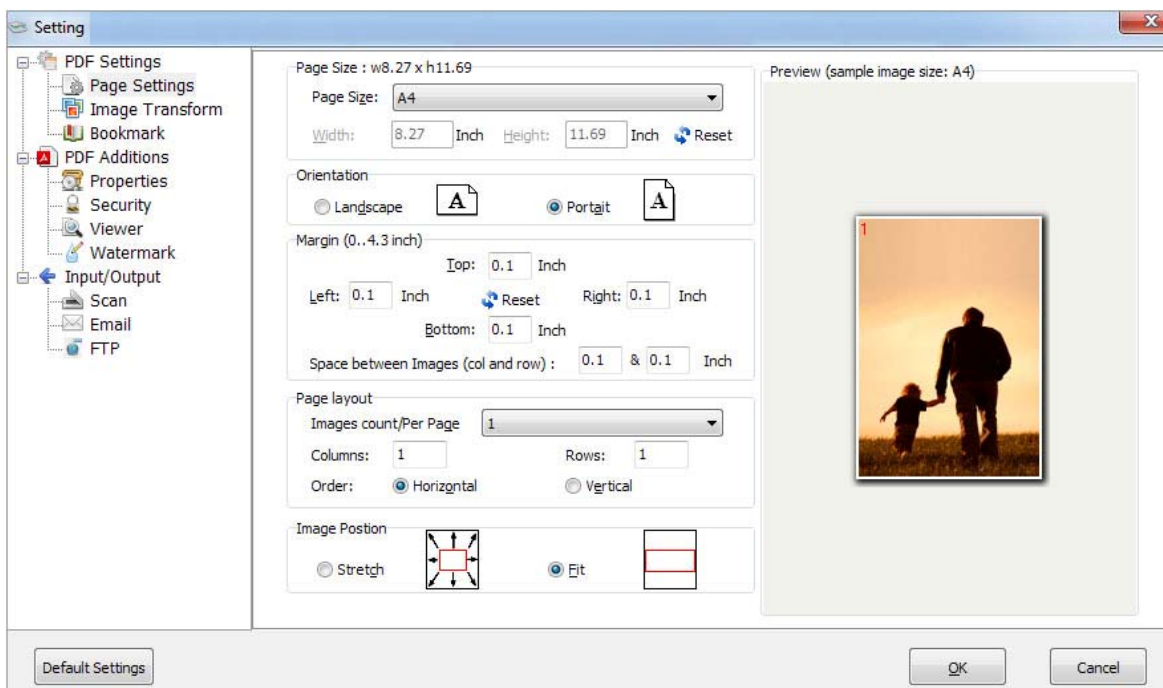 Setting
x
PDF Settings
Page Settings
Image Transform
Bookmark
PDF Additions
Properties
Security
Viewer
Watermark
Input/Output
Scan
Email
FTP
Page Size : w8.27 x h11.69
Page Size: A4
Width: 8.27 Inch Height: 11.69 Inch Reset
Orientation
Landscape A Portait A
Margin (0..4.3 inch)
Top: 0.1 Inch
Left: 0.1 Inch Reset Right: 0.1 Inch
Bottom: 0.1 Inch
Space between Images (col and row) : 0.1 & 0.1 Inch
Page layout
Images count/Per Page 1
Columns: 1 Rows: 1
Order: Horizontal Vertical
Image Postion
Stretch Fit
Preview (sample image size: A4)
1
Default Settings OK Cancel